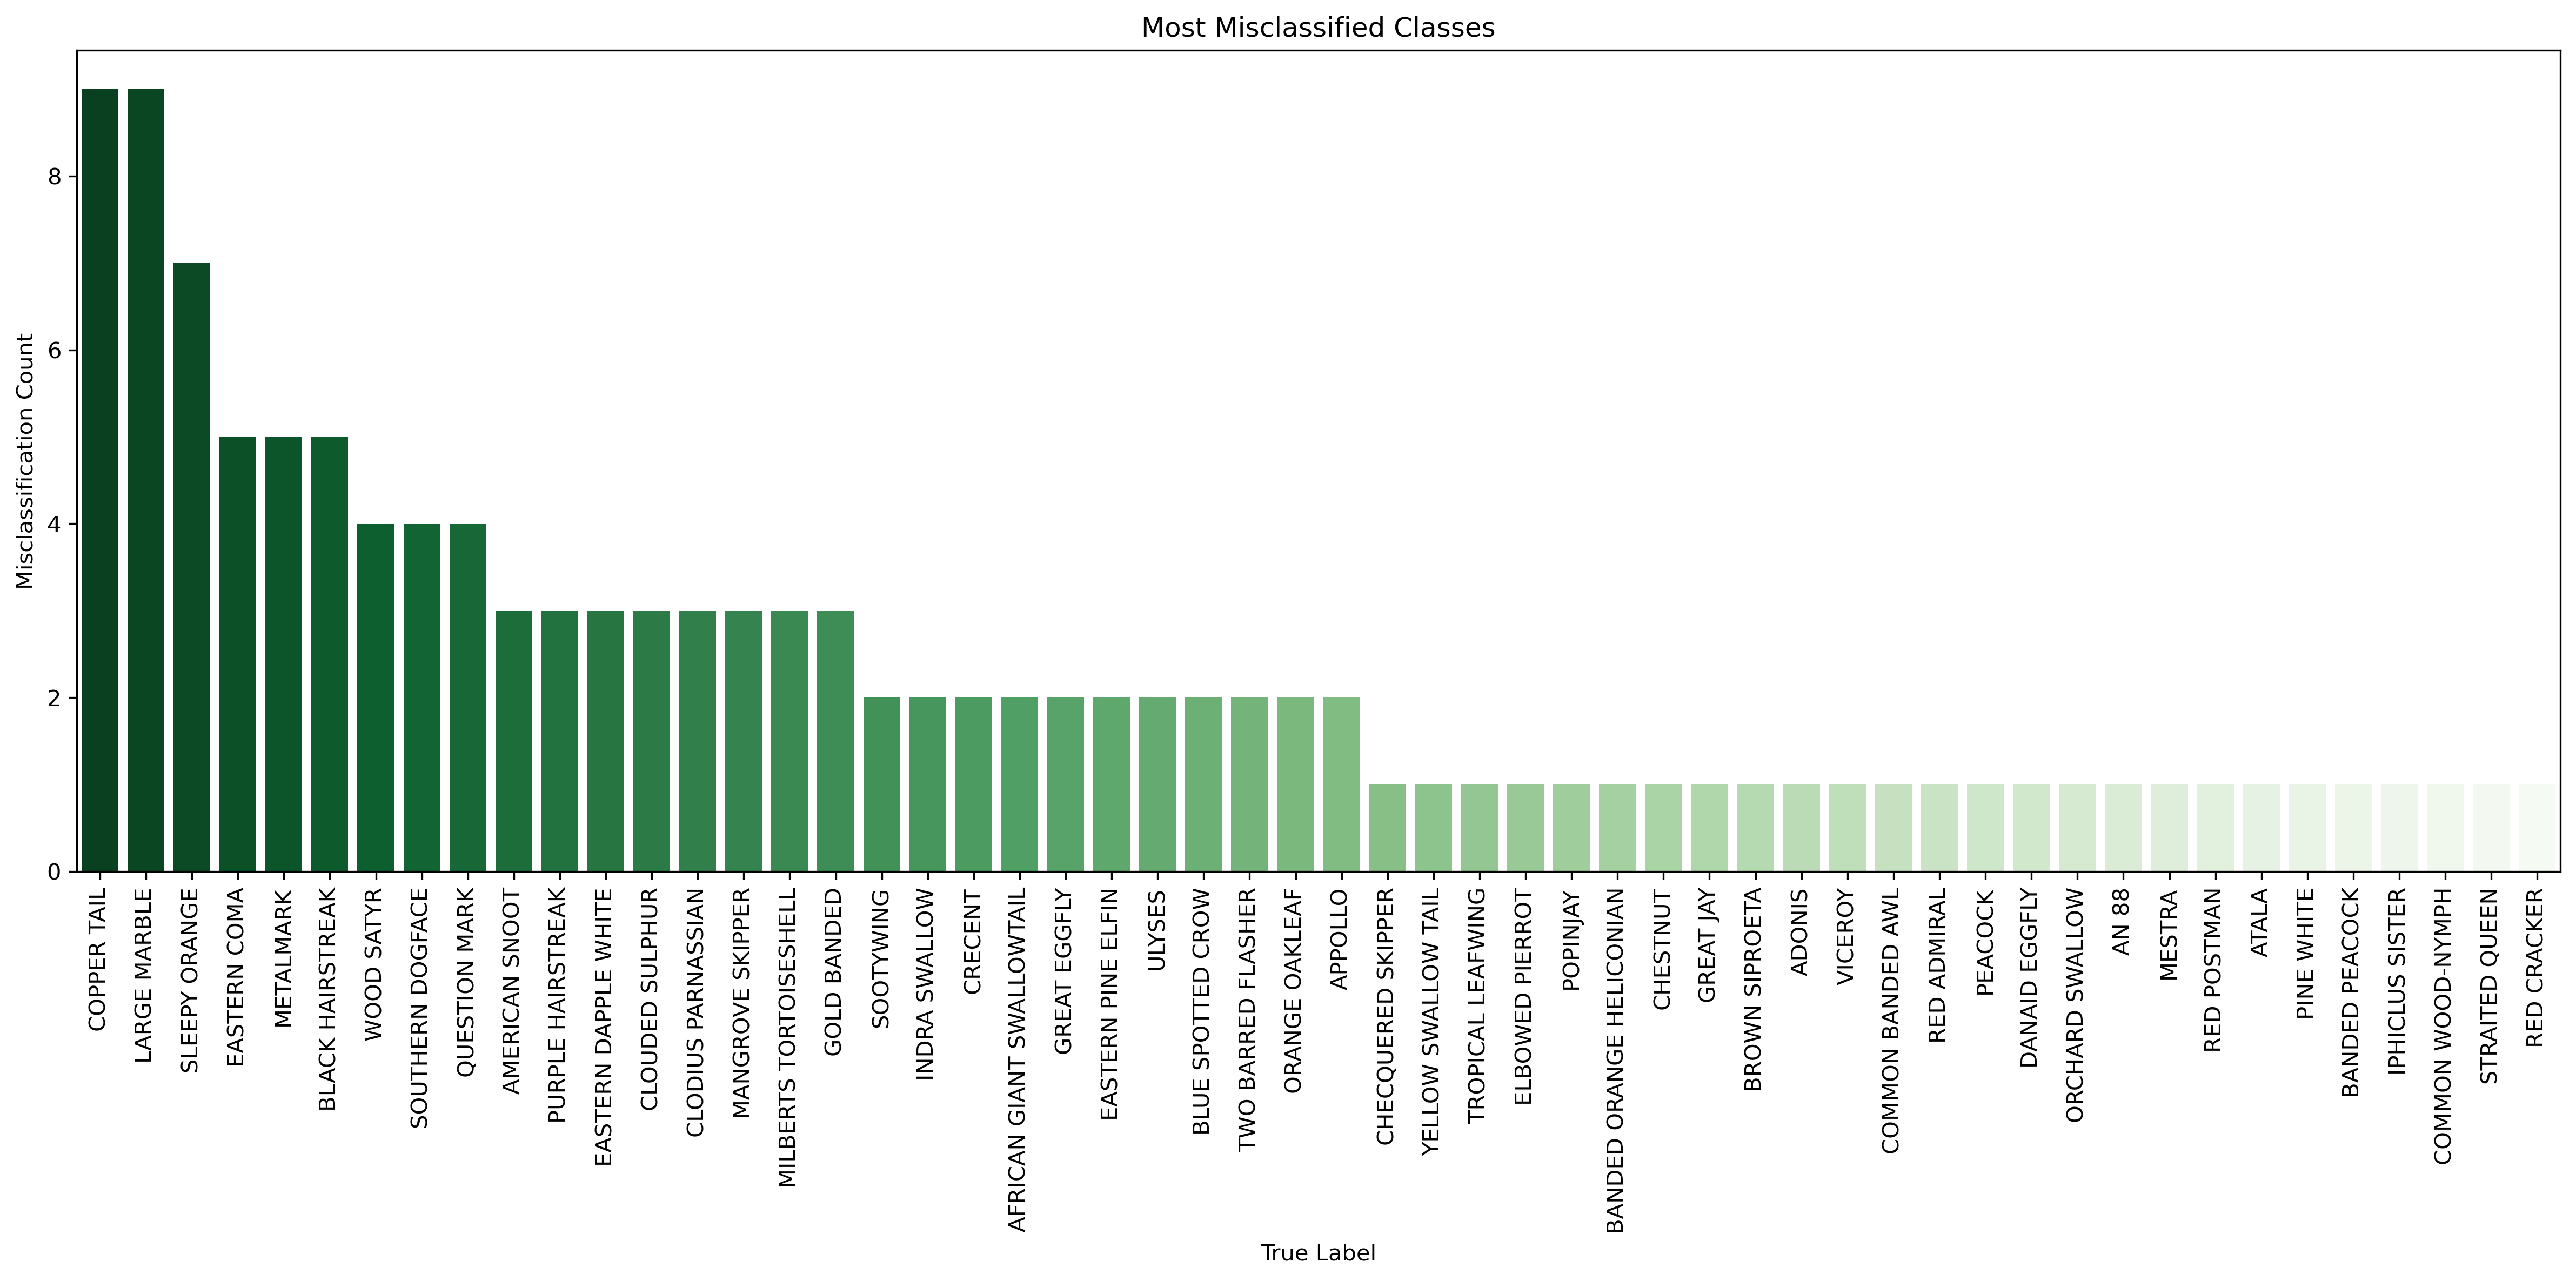 Most Misclassified Classes
Misclassification Count
8
6
4
2
0
COPPER TAIL
LARGE MARBLE
SLEEPY ORANGE
EASTERN COMA
METALMARK
BLACK HAIRSTREAK
WOOD SATYR
SOUTHERN DOGFACE
QUESTION MARK
AMERICAN SNOOT
PURPLE HAIRSTREAK
EASTERN DAPPLE WHITE
CLOUDED SULPHUR
CLODIUS PARNASSIAN
MANGROVE SKIPPER
MILBERTS TORTOISESHELL
GOLD BANDED
SOOTYWING
INDRA SWALLOW
CRECENT
AFRICAN GIANT SWALLOWTAIL
GREAT EGGFLY
EASTERN PINE ELFIN
ULYSES
BLUE SPOTTED CROW
TWO BARRED FLASHER
ORANGE OAKLEAF
APPOLLO
CHECQUERED SKIPPER
YELLOW SWALLOW TAIL
TROPICAL LEAFWING
ELBOWED PIERROT
POPINJAY
BANDED ORANGE HELICONIAN
CHESTNUT
GREAT JAY
BROWN SIPROETA
ADONIS
VICEROY
COMMON BANDED AWL
RED ADMIRAL
PEACOCK
DANAID EGGFLY
ORCHARD SWALLOW
AN 88
MESTRA
RED POSTMAN
ATALA
PINE WHITE
BANDED PEACOCK
IPHICLUS SISTER
COMMON WOOD-NYMPH
STRAITED QUEEN
RED CRACKER
True Label